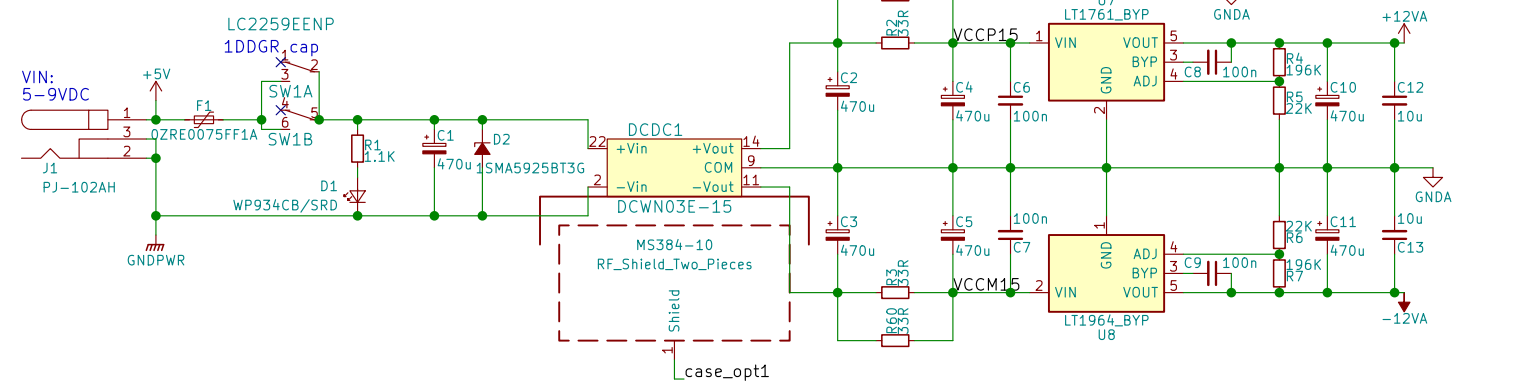 LC2259EENP
1DDGR_cap
VIN:
5-9VDC
+5V
F1
0ZRE0075FF1A
1
3
2
J1
PJ-102AH
GNDPWR
1
2
3
SW1A
4
5
6
SW1B
R1
1.1K
D1
WP934CB/SRD
C1
470u
D2
1SMA5925BT3G
DCDC1
22
+Vin
+Vout
14
COM
9
2
-Vin
-Vout
11
DCWN03E-15
MS384-10
RF_Shield_Two_Pieces
Shield
1
case_opt1
R2
33R
VCCP15
C2
470u
C4
470u
C6
100n
C3
470u
C5
470u
100n
C7
R3
33R
VCCM15
R60
33R
U7
LT1761_BYP
1
VIN
VOUT
5
BYP
3
ADJ
4
GND
2
GNDA
C8
100n
R4
196K
R5
22K
C10
470u
C12
10u
+12VA
GNDA
1
GND
ADJ
4
BYP
3
2
VIN
VOUT
5
LT1964_BYP
U8
C9
100n
22K
R6
196K
R7
C11
470u
10u
C13
-12VA